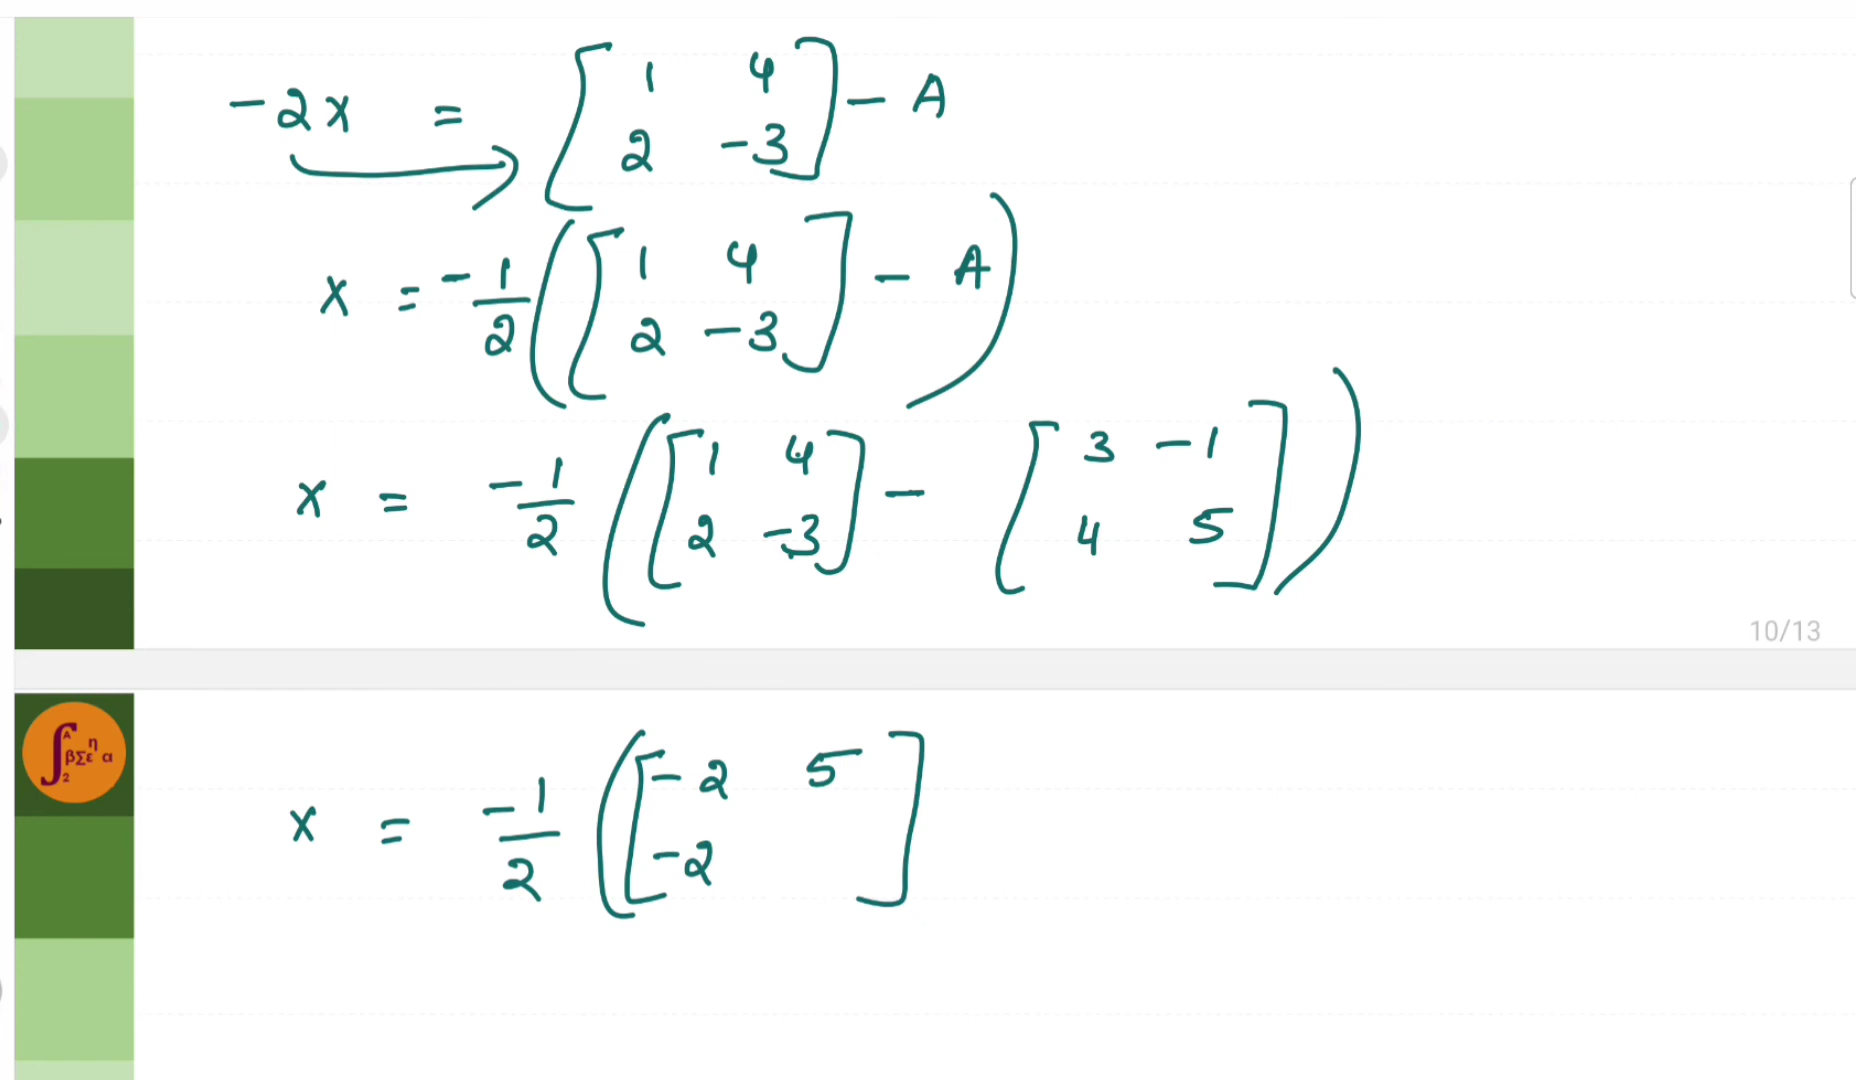 -2x = [1 4; 2 -3] - A
x = -1/2 ([1 4; 2 -3] - A)
x = -1/2 ([1 4; 2 -3] - [3 -1; 4 5])
10/13
x = -1/2 ([-2 5; -2 ]